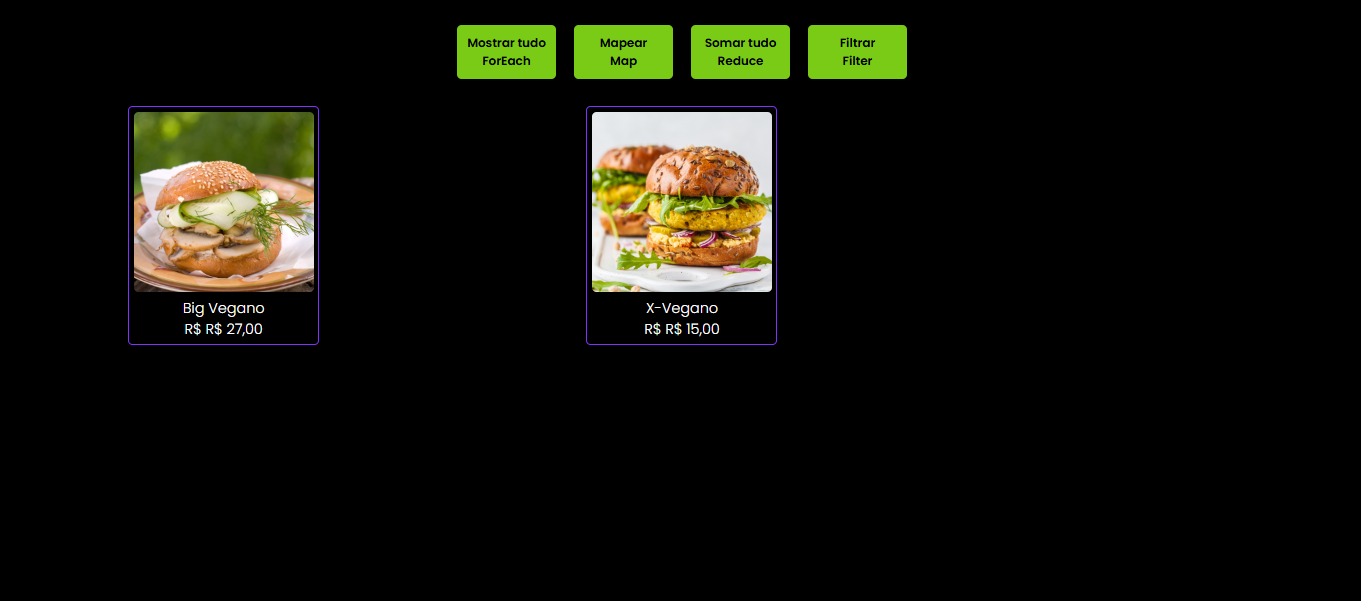 Mostrar tudo
ForEach
Mapear
Map
Somar tudo
Reduce
Filtrar
Filter
Big Vegano
R$ R$ 27,00
X-Vegano
R$ R$ 15,00